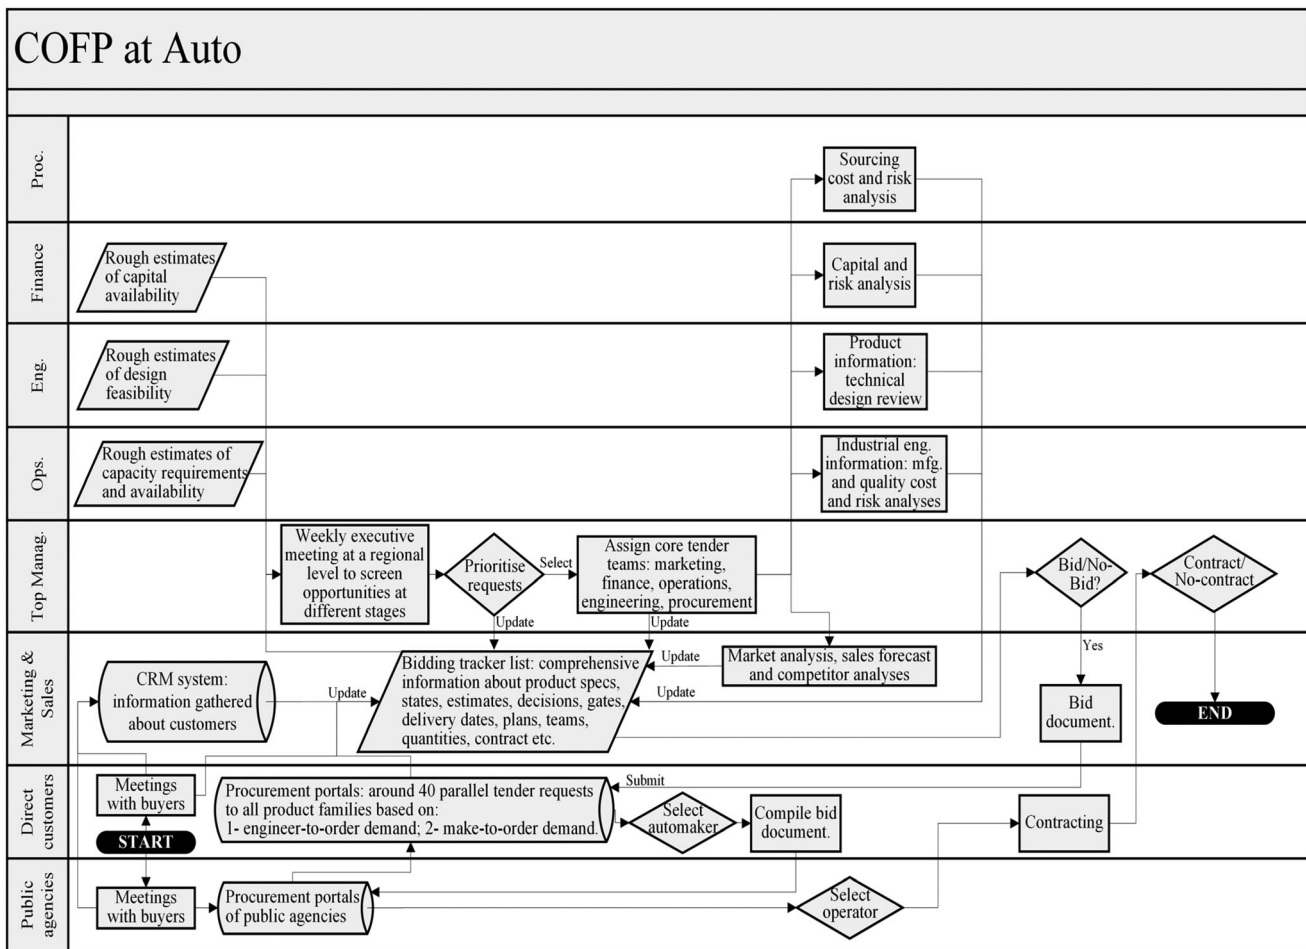 COFP at Auto
Proc.
Sourcing
cost and risk
analysis
Finance
Rough estimates
of capital
availability
Capital and
risk analysis
Eng.
Rough estimates
of design
feasibility
Product
information:
technical
design review
Ops.
Rough estimates of
capacity requirements
and availability
Industrial eng.
information: mfg.
and quality cost
and risk analyses
Top Manag.
Weekly executive
meeting at a regional
level to screen
opportunities at
different stages
Prioritise
requests
Select
Assign core tender
teams: marketing,
finance, operations,
engineering, procurement
Bid/No-
Bid?
Contract/
No-contract
Update
Update
Yes
Marketing &
Sales
CRM system:
information gathered
about customers
Update
Bidding tracker list: comprehensive
information about product specs,
states, estimates, decisions, gates,
delivery dates, plans, teams,
quantities, contract etc.
Update
Update
Market analysis, sales forecast
and competitor analyses
Bid
document.
END
Direct
customers
Meetings
with buyers
START
Procurement portals: around 40 parallel tender requests
to all product families based on:
1- engineer-to-order demand; 2- make-to-order demand.
Submit
Select
automaker
Compile bid
document.
Contracting
Public
agencies
Meetings
with buyers
Procurement portals
of public agencies
Select
operator